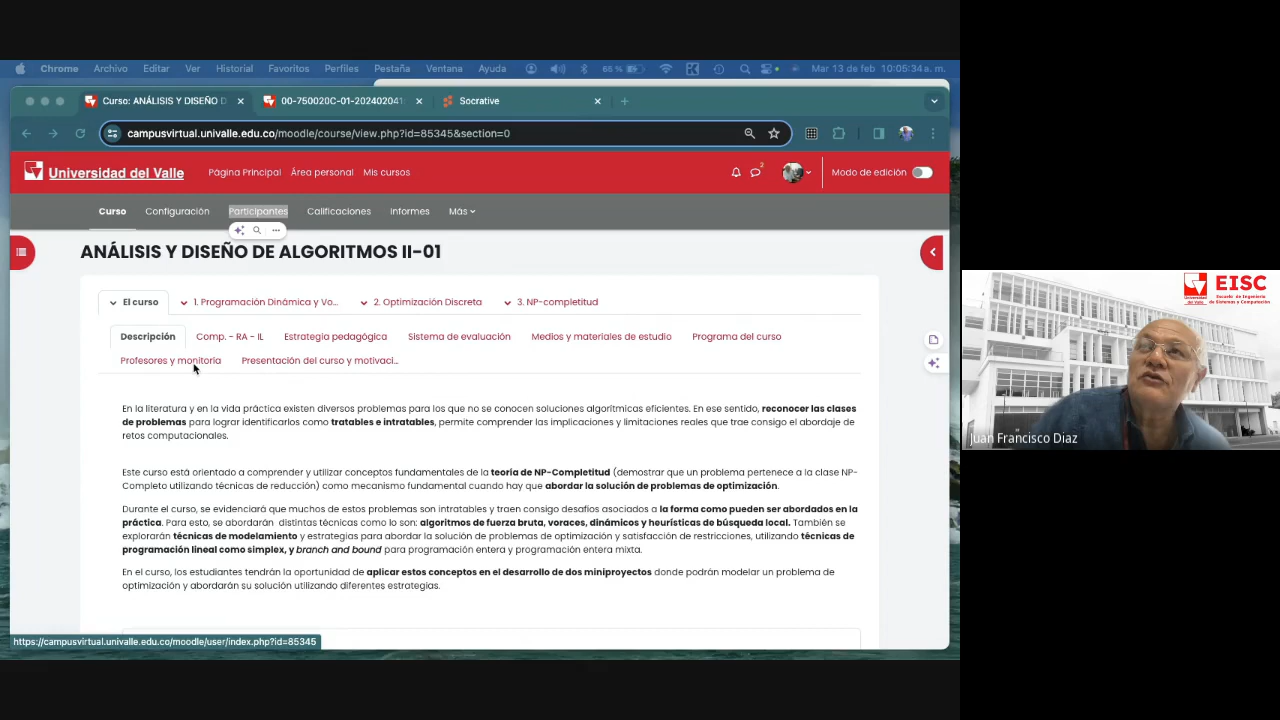 Chrome Archivo Editar Ver Historial Favoritos Perfiles Pestaña Ventana Ayuda 65 % Mar 13 de feb 10:05:34 a. m.
Curso: ANÁLISIS Y DISEÑO D 00-750020C-01-202402041 Socrative
campusvirtual.univalle.edu.co/moodle/course/view.php?id=85345&section=0
Universidad del Valle Página Principal Área personal Mis cursos 2 Modo de edición
Curso Configuración Participantes Calificaciones Informes Más
ANÁLISIS Y DISEÑO DE ALGORITMOS II-01
El curso 1. Programación Dinámica y Vo... 2. Optimización Discreta 3. NP-completitud
Descripción Comp. - RA - IL Estrategia pedagógica Sistema de evaluación Medios y materiales de estudio Programa del curso
Profesores y monitoria Presentación del curso y motivaci...
En la literatura y en la vida práctica existen diversos problemas para los que no se conocen soluciones algorítmicas eficientes. En ese sentido, reconocer las clases
de problemas para lograr identificarlos como tratables e intratables, permite comprender las implicaciones y limitaciones reales que trae consigo el abordaje de
retos computacionales.
Este curso está orientado a comprender y utilizar conceptos fundamentales de la teoría de NP-Completitud (demostrar que un problema pertenece a la clase NP-
Completo utilizando técnicas de reducción) como mecanismo fundamental cuando hay que abordar la solución de problemas de optimización.
Durante el curso, se evidenciará que muchos de estos problemas son intratables y traen consigo desafíos asociados a la forma como pueden ser abordados en la
práctica. Para esto, se abordarán distintas técnicas como lo son: algoritmos de fuerza bruta, voraces, dinámicos y heurísticas de búsqueda local. También se
explorarán técnicas de modelamiento y estrategias para abordar la solución de problemas de optimización y satisfacción de restricciones, utilizando técnicas de
programación lineal como simplex, y branch and bound para programación entera y programación entera mixta.
En el curso, los estudiantes tendrán la oportunidad de aplicar estos conceptos en el desarrollo de dos miniproyectos donde podrán modelar un problema de
optimización y abordarán su solución utilizando diferentes estrategias.
https://campusvirtual.univalle.edu.co/moodle/user/index.php?id=85345
EISC
Escuela de Ingeniería
de Sistemas y Computación
Juan Francisco Diaz